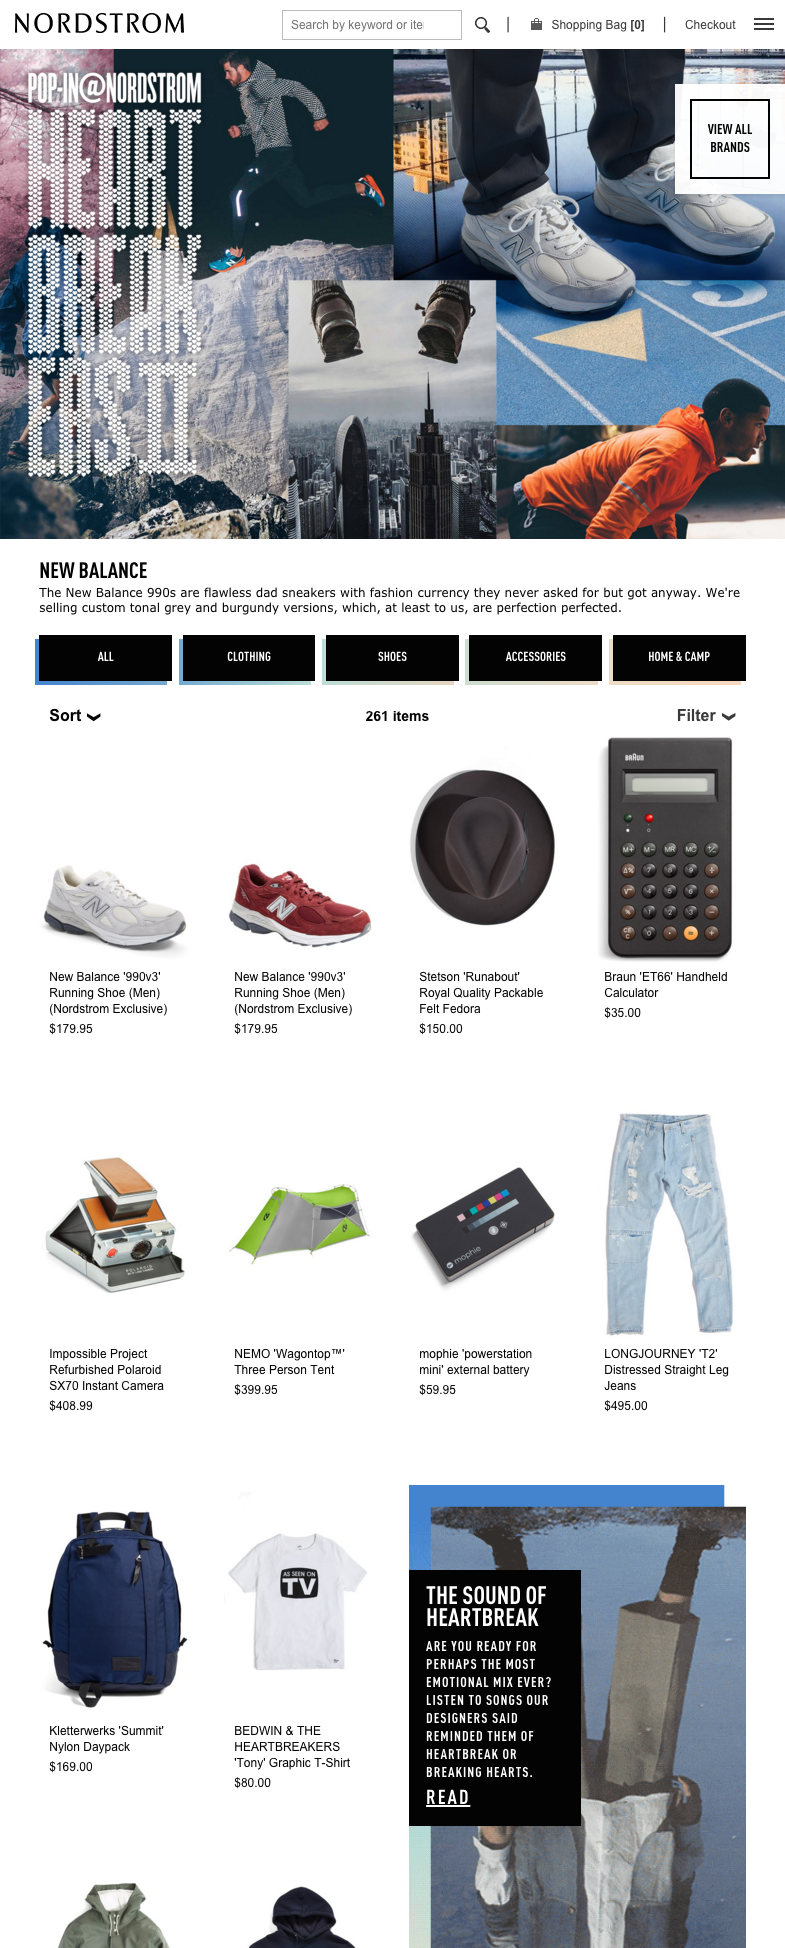 NORDSTROM
Search by keyword or ite
Shopping Bag [0]
Checkout
POP-IN@NORDSTROM
HEART
BREAK
CAST II
VIEW ALL
BRANDS
NEW BALANCE
The New Balance 990s are flawless dad sneakers with fashion currency they never asked for but got anyway. We're
selling custom tonal grey and burgundy versions, which, at least to us, are perfection perfected.
ALL
CLOTHING
SHOES
ACCESSORIES
HOME & CAMP
Sort
261 items
Filter
BRAUN
New Balance '990v3'
Running Shoe (Men)
(Nordstrom Exclusive)
$179.95
New Balance '990v3'
Running Shoe (Men)
(Nordstrom Exclusive)
$179.95
Stetson 'Runabout'
Royal Quality Packable
Felt Fedora
$150.00
Braun 'ET66' Handheld
Calculator
$35.00
POLAROID
mophie
Impossible Project
Refurbished Polaroid
SX70 Instant Camera
$408.99
NEMO 'Wagontop™'
Three Person Tent
$399.95
mophie 'powerstation
mini' external battery
$59.95
LONGJOURNEY 'T2'
Distressed Straight Leg
Jeans
$495.00
AS SEEN ON
TV
Kletterwerks 'Summit'
Nylon Daypack
$169.00
BEDWIN & THE
HEARTBREAKERS
'Tony' Graphic T-Shirt
$80.00
THE SOUND OF
HEARTBREAK
ARE YOU READY FOR
PERHAPS THE MOST
EMOTIONAL MIX EVER?
LISTEN TO SONGS OUR
DESIGNERS SAID
REMINDED THEM OF
HEARTBREAK OR
BREAKING HEARTS.
READ